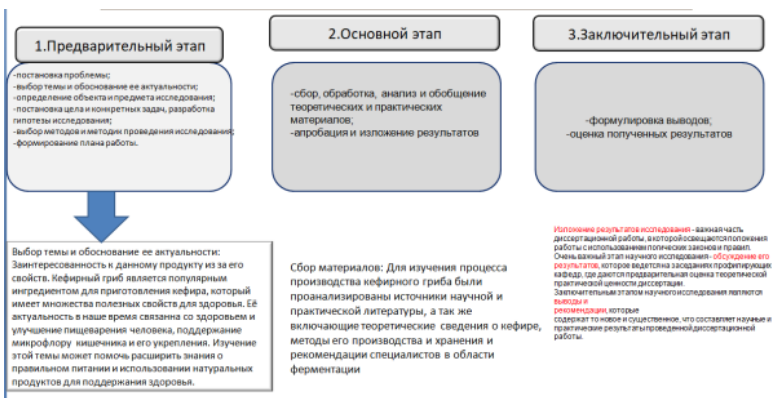 1.Предварительный этап
-постановка проблемы;
-выбор темы и обоснование ее актуальности;
-определение объекта и предмета исследования;
-постановка цела и конкретных задач, разработка
гипотезы исследования;
-выбор методов и методик проведения исследования;
-формирование плана работы.
Выбор темы и обоснование ее актуальности:
Заинтересованность к данному продукту из за его
свойств. Кефирный гриб является популярным
ингредиентом для приготовления кефира, который
имеет множества полезных свойств для здоровья. Её
актуальность в наше время связанна со здоровьем и
улучшение пищеварения человека, поддержание
микрофлору кишечника и его укрепления. Изучение
этой темы может помочь расширить знания о
правильном питании и использовании натуральных
продуктов для поддержания здоровья.
2.Основной этап
-сбор, обработка, анализ и обобщение
теоретических и практических
материалов;
-апробация и изложение результатов
Сбор материалов: Для изучения процесса
производства кефирного гриба были
проанализированы источники научной и
практической литературы, а так же
включающие теоретические сведения о кефире,
методы его производства и хранения и
рекомендации специалистов в области
ферментации
3.Заключительный этап
-формулировка выводов;
-оценка полученных результатов
Изложение результатов исследования - важная часть
диссертационной работы, в которой освещаются положения
работы с использованием логических законов и правил.
Очень важный этап научного исследования - обсуждение его
результатов, которое ведется на заседаниях профилирующих
кафедр, где даются предварительная оценка теоретической
практической ценности диссертации.
Заключительным этапом научного исследования являются
выводы и
рекомендации, которые
содержат то новое и существенное, что составляет научные и
практические результаты проведенной диссертационной
работы.